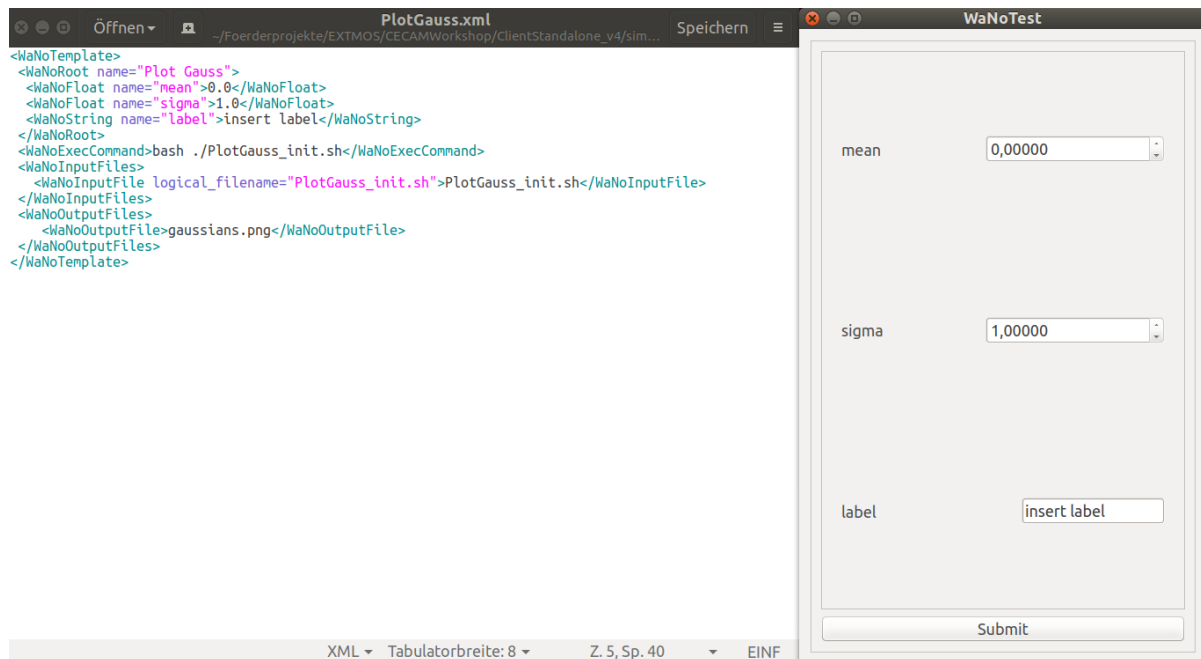 Öffnen
PlotGauss.xml
~/Foerderprojekte/EXTMOS/CECAMWorkshop/ClientStandalone_v4/sim...
Speichern
<WaNoTemplate>
<WaNoRoot name="Plot Gauss">
<WaNoFloat name="mean">0.0</WaNoFloat>
<WaNoFloat name="sigma">1.0</WaNoFloat>
<WaNoString name="label">insert label</WaNoString>
</WaNoRoot>
<WaNoExecCommand>bash ./PlotGauss_init.sh</WaNoExecCommand>
<WaNoInputFiles>
<WaNoInputFile logical_filename="PlotGauss_init.sh">PlotGauss_init.sh</WaNoInputFile>
</WaNoInputFiles>
<WaNoOutputFiles>
<WaNoOutputFile>gaussians.png</WaNoOutputFile>
</WaNoOutputFiles>
</WaNoTemplate>
XML Tabulatorbreite: 8 Z. 5, Sp. 40 EINF
WaNoTest
mean 0,00000
sigma 1,00000
label insert label
Submit